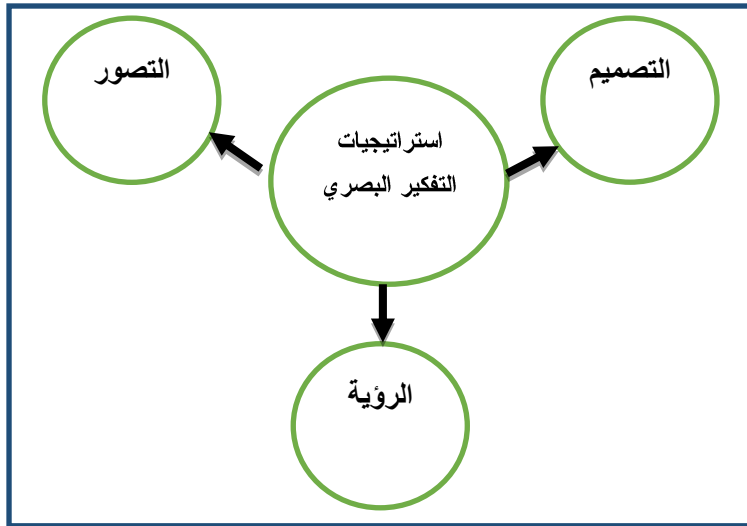 التصميم
التصور
استراتيجيات
التفكير البصري
الرؤية